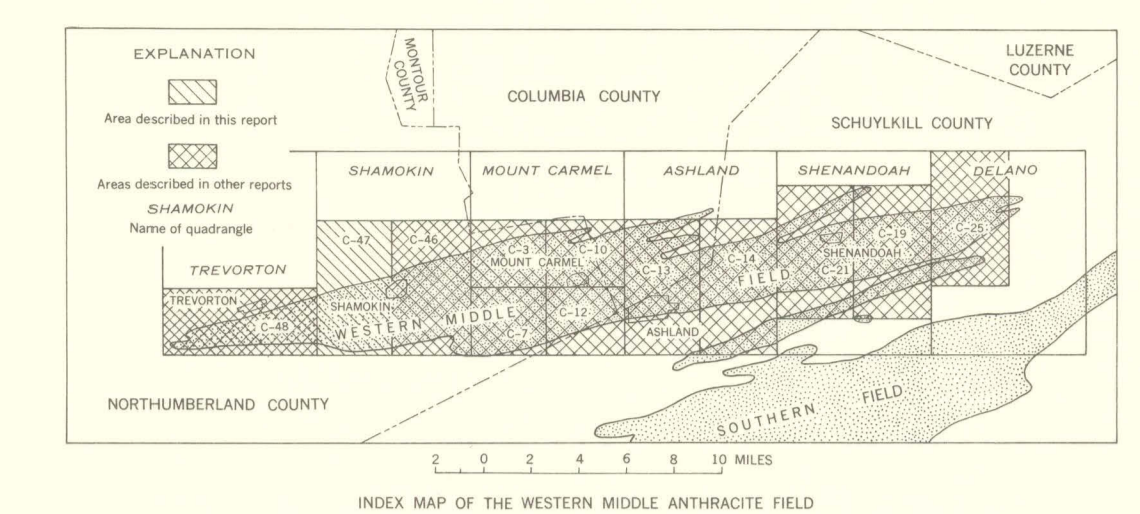 EXPLANATION
Area described in this report
Areas described in other reports
SHAMOKIN
Name of quadrangle
MONTOUR
COUNTY
COLUMBIA COUNTY
LUZERNE
COUNTY
SCHUYLKILL COUNTY
SHAMOKIN
MOUNT CARMEL
ASHLAND
SHENANDOAH
DELANO
TREVORTON
C-47
C-46
C-3
C-10
MOUNT CARMEL
C-13
C-14
C-19
SHENANDOAH
C-21
C-25
TREVORTON
C-48
SHAMOKIN
WESTERN MIDDLE FIELD
C-7
C-12
ASHLAND
NORTHUMBERLAND COUNTY
SOUTHERN FIELD
2 0 2 4 6 8 10 MILES
INDEX MAP OF THE WESTERN MIDDLE ANTHRACITE FIELD